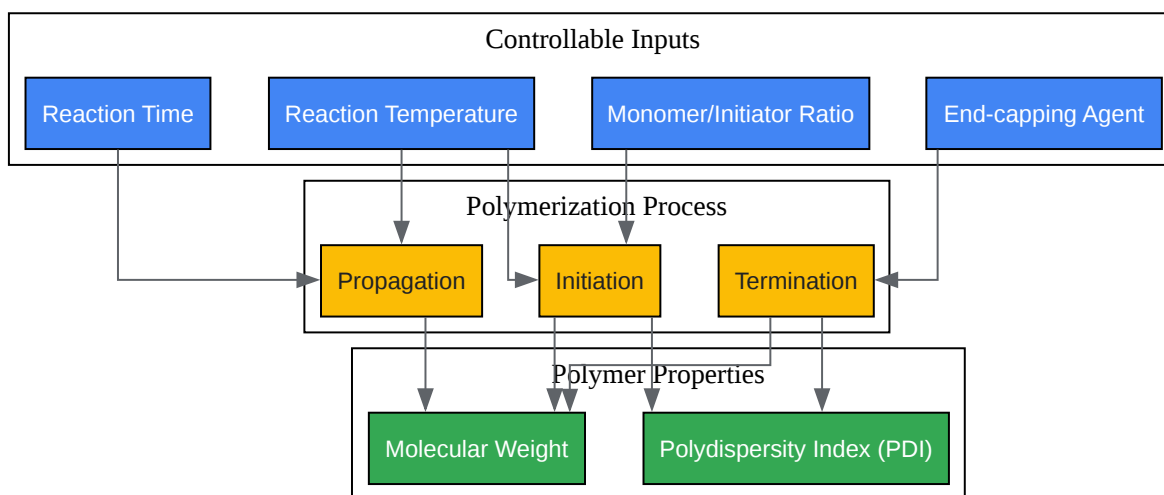 Controllable Inputs
Reaction Time
Reaction Temperature
Monomer/Initiator Ratio
End-capping Agent
Polymerization Process
Propagation
Initiation
Termination
Polymer Properties
Molecular Weight
Polydispersity Index (PDI)